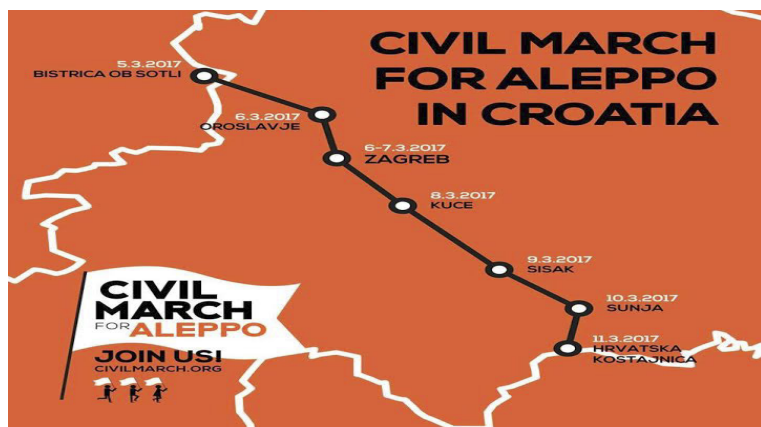 CIVIL MARCH
FOR ALEPPO
IN CROATIA
5.3.2017
BISTRICA OB SOTLI
6.3.2017
OROSLAVJE
6-7.3.2017
ZAGREB
8.3.2017
KUCE
9.3.2017
SISAK
10.3.2017
SUNJA
11.3.2017
HRVATSKA
KOSTAJNICA
CIVIL
MARCH
FOR ALEPPO
JOIN US!
CIVILMARCH.ORG